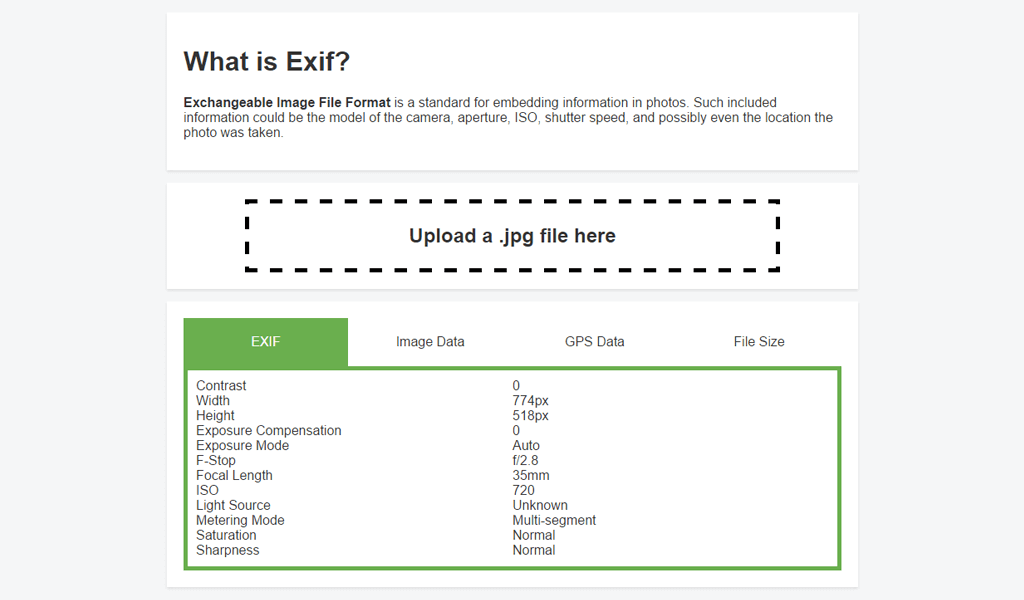 What is Exif?
Exchangeable Image File Format is a standard for embedding information in photos. Such included
information could be the model of the camera, aperture, ISO, shutter speed, and possibly even the location the
photo was taken.
Upload a .jpg file here
EXIF Image Data GPS Data File Size
Contrast 0
Width 774px
Height 518px
Exposure Compensation 0
Exposure Mode Auto
F-Stop f/2.8
Focal Length 35mm
ISO 720
Light Source Unknown
Metering Mode Multi-segment
Saturation Normal
Sharpness Normal